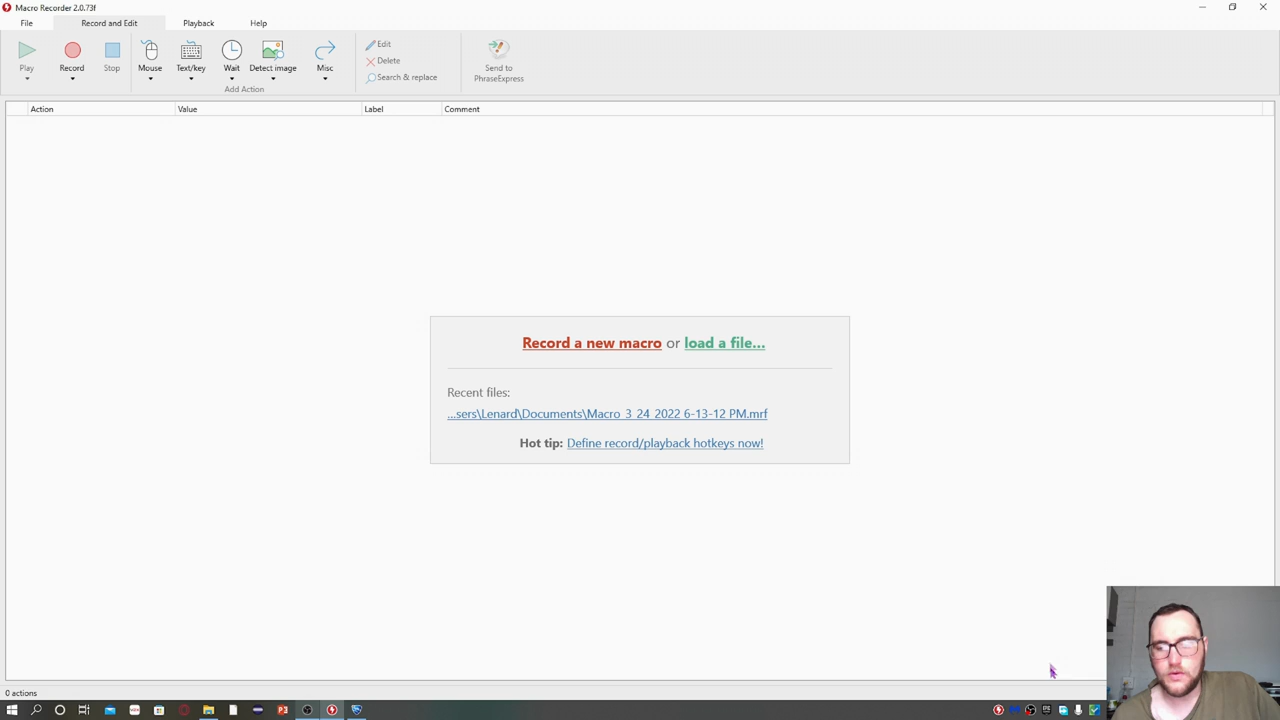 Macro Recorder 2.0.73f
File Record and Edit Playback Help
Play Record Stop Mouse Text/key Wait Detect image Misc
Edit
Delete
Search & replace
Send to
PhraseExpress
Add Action
Action Value Label Comment
Record a new macro or load a file...
Recent files:
...sers\Lenard\Documents\Macro 3 24 2022 6-13-12 PM.mrf
Hot tip: Define record/playback hotkeys now!
0 actions